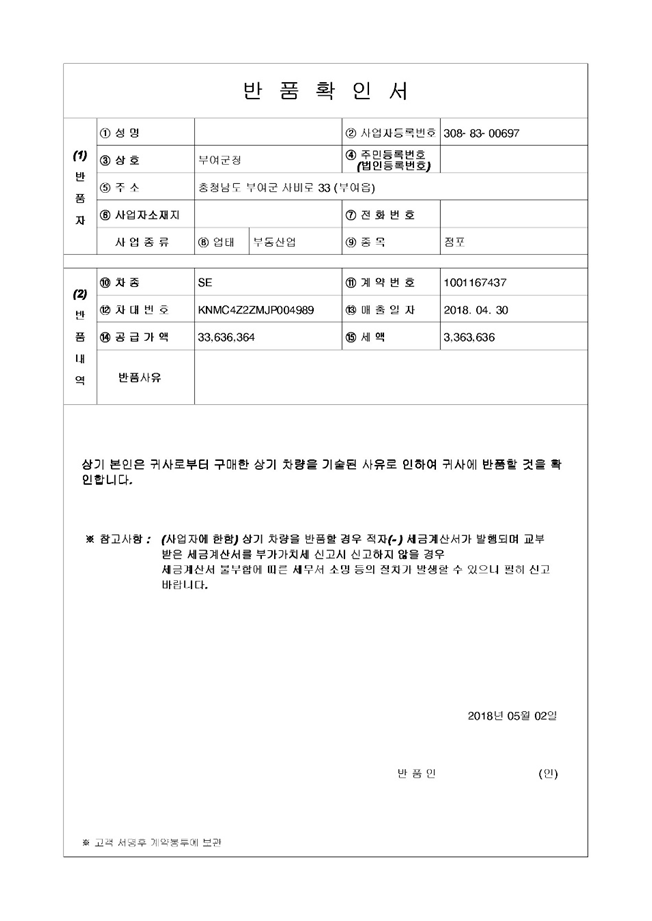 반 품 확 인 서
(1) 반 품 자
① 성 명 ② 사업자등록번호 308- 83- 00697
③ 상 호 부여군청 ④ 주민등록번호 (법인등록번호)
⑤ 주 소 충청남도 부여군 사비로 33 (부여읍)
⑥ 사업자소재지 ⑦ 전 화 번 호
사 업 종 류 ⑧ 업태 부동산업 ⑨ 종 목 점포
(2) 반 품 내 역
⑩ 차 종 SE ⑪ 계 약 번 호 1001167437
⑫ 차 대 번 호 KNMC4Z2ZMJP004989 ⑬ 매 출 일 자 2018. 04. 30
⑭ 공 급 가 액 33,636,364 ⑮ 세 액 3,363,636
반품사유
상기 본인은 귀사로부터 구매한 상기 차량을 기술된 사유로 인하여 귀사에 반품할 것을 확
인합니다.
※ 참고사항 : (사업자에 한함) 상기 차량을 반품할 경우 적자(-) 세금계산서가 발행되며 교부
받은 세금계산서를 부가가치세 신고시 신고하지 않을 경우
세금계산서 불부합에 따른 세무서 소명 등의 절차가 발생할 수 있으니 필히 신고
바랍니다.
2018년 05월 02일
반 품 인 (인)
※ 고객 서명후 계약봉투에 보관